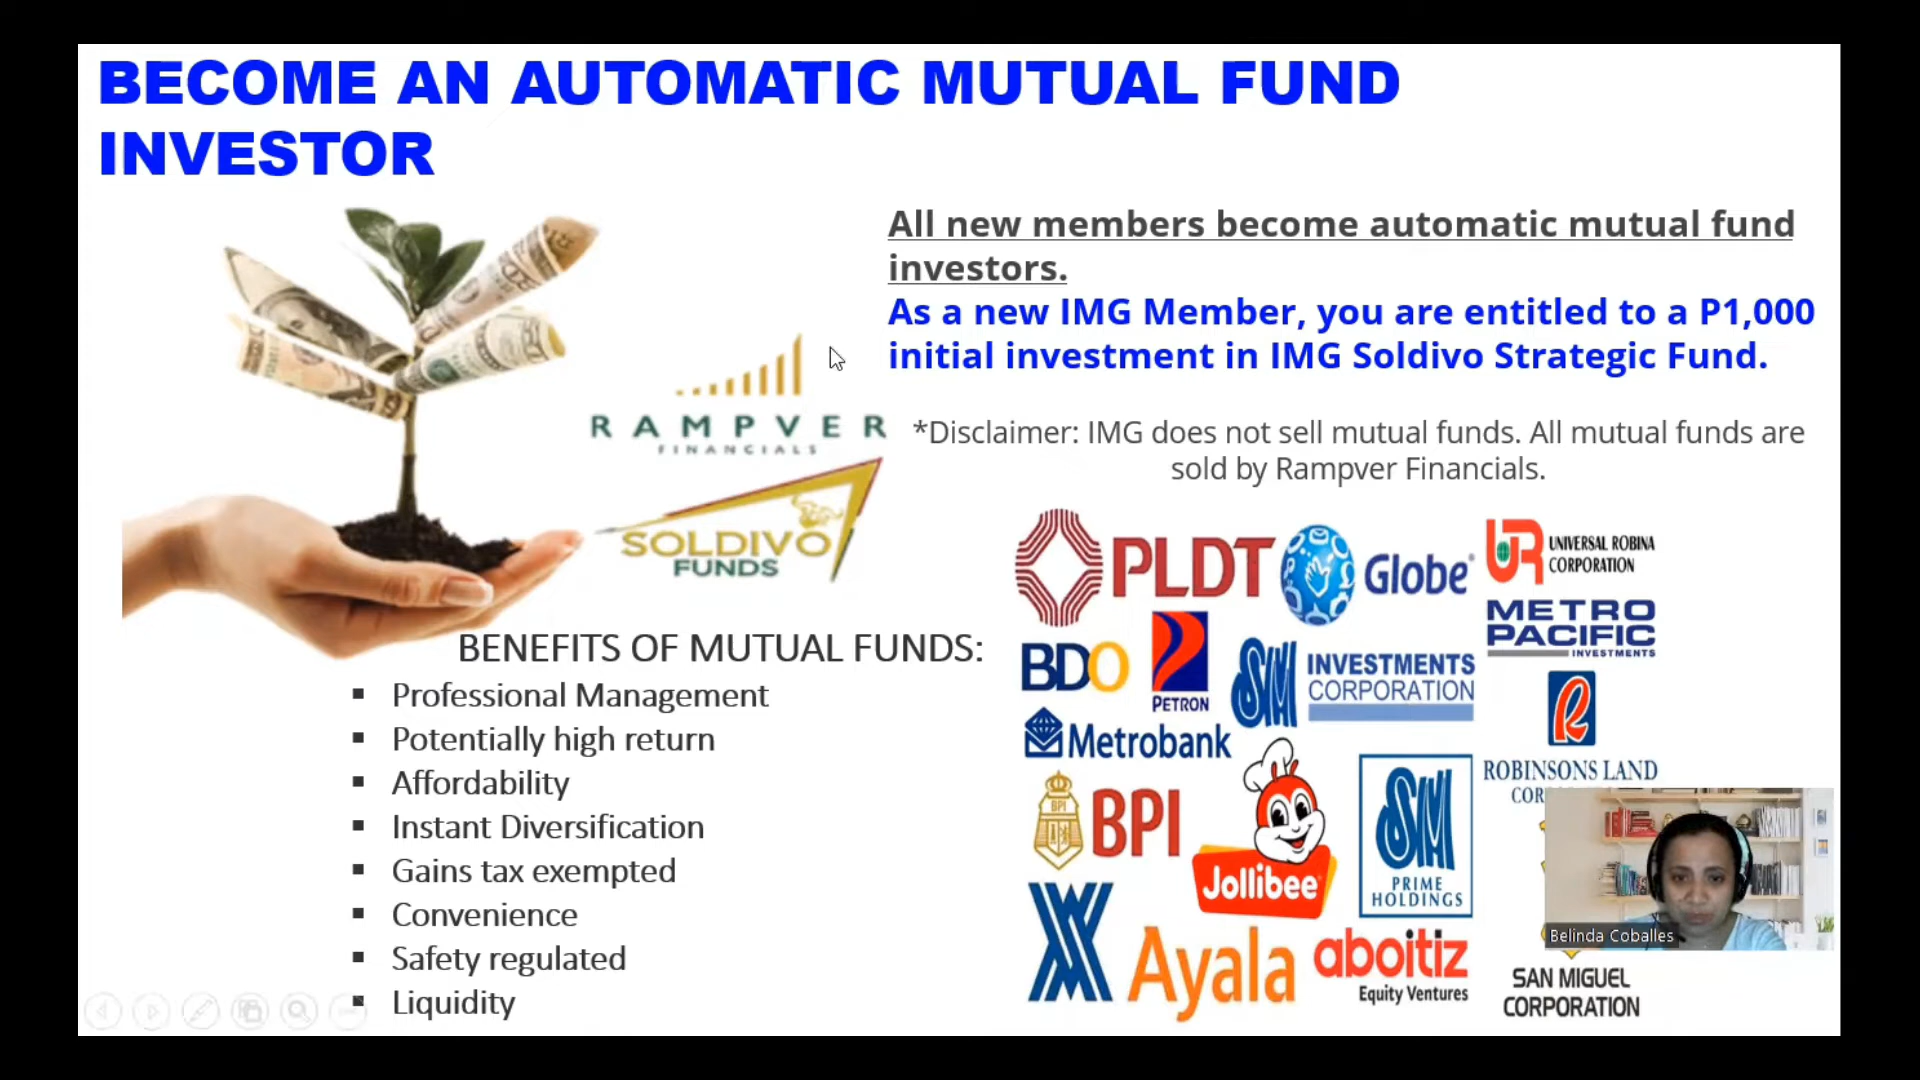 BECOME AN AUTOMATIC MUTUAL FUND
INVESTOR
All new members become automatic mutual fund
investors.
As a new IMG Member, you are entitled to a P1,000
initial investment in IMG Soldivo Strategic Fund.
*Disclaimer: IMG does not sell mutual funds. All mutual funds are
sold by Rampver Financials.
RAMPVER
FINANCIALS
SOLDIVO
FUNDS
BENEFITS OF MUTUAL FUNDS:
▪ Professional Management
▪ Potentially high return
▪ Affordability
▪ Instant Diversification
▪ Gains tax exempted
▪ Convenience
▪ Safety regulated
▪ Liquidity
PLDT
Globe
UNIVERSAL ROBINA
CORPORATION
METRO
PACIFIC
INVESTMENTS
BDO
PETRON
SM
INVESTMENTS
CORPORATION
Metrobank
ROBINSONS LAND
BPI
BPI
Jollibee
SM
PRIME
HOLDINGS
Ayala
aboitiz
Equity Ventures
Belinda Coballes
SAN MIGUEL
CORPORATION